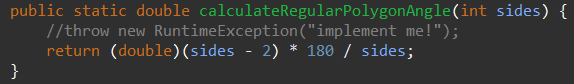 public static double calculateRegularPolygonAngle(int sides) {
    //throw new RuntimeException("implement me!");
    return (double)(sides - 2) * 180 / sides;
}